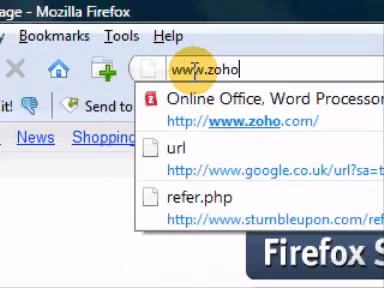 age - Mozilla Firefox
Bookmarks Tools Help
www.zoho
it! Send to
Online Office, Word Processor
http://www.zoho.com/
News Shopping
url
http://www.google.co.uk/url?sa=t
refer.php
http://www.stumbleupon.com/ref
Firefox S